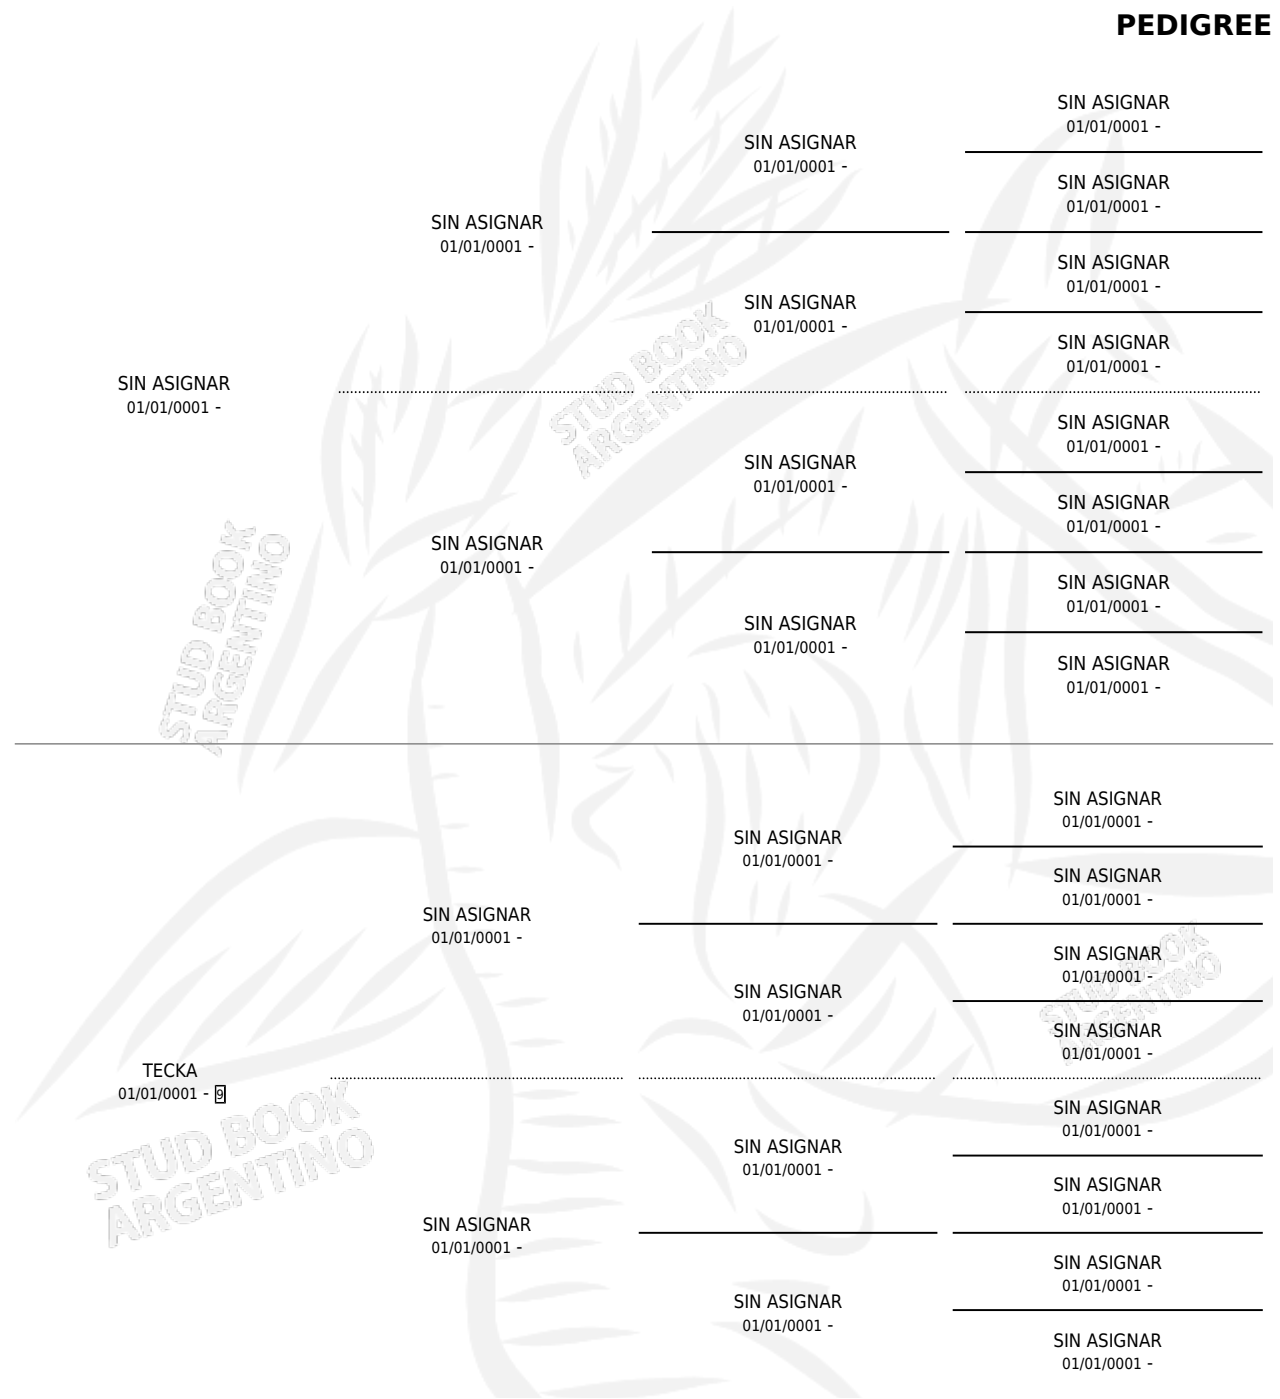 PEDIGREE
SIN ASIGNAR
01/01/0001 -
SIN ASIGNAR
01/01/0001 -
SIN ASIGNAR
01/01/0001 -
SIN ASIGNAR
01/01/0001 -
SIN ASIGNAR
01/01/0001 -
SIN ASIGNAR
01/01/0001 -
SIN ASIGNAR
01/01/0001 -
STUD BOOK
ARGENTINO
SIN ASIGNAR
01/01/0001 -
SIN ASIGNAR
01/01/0001 -
SIN ASIGNAR
01/01/0001 -
SIN ASIGNAR
01/01/0001 -
SIN ASIGNAR
01/01/0001 -
STUD BOOK
ARGENTINO
SIN ASIGNAR
01/01/0001 -
SIN ASIGNAR
01/01/0001 -
SIN ASIGNAR
01/01/0001 -
SIN ASIGNAR
01/01/0001 -
SIN ASIGNAR
01/01/0001 -
SIN ASIGNAR
01/01/0001 -
SIN ASIGNAR
01/01/0001 -
SIN ASIGNAR
01/01/0001 -
SIN ASIGNAR
01/01/0001 -
SIN ASIGNAR
01/01/0001 -
STUD BOOK
ARGENTINO
SIN ASIGNAR
01/01/0001 -
SIN ASIGNAR
01/01/0001 -
TECKA
01/01/0001 - 9
STUD BOOK
ARGENTINO
SIN ASIGNAR
01/01/0001 -
SIN ASIGNAR
01/01/0001 -
SIN ASIGNAR
01/01/0001 -
SIN ASIGNAR
01/01/0001 -
SIN ASIGNAR
01/01/0001 -
SIN ASIGNAR
01/01/0001 -
SIN ASIGNAR
01/01/0001 -